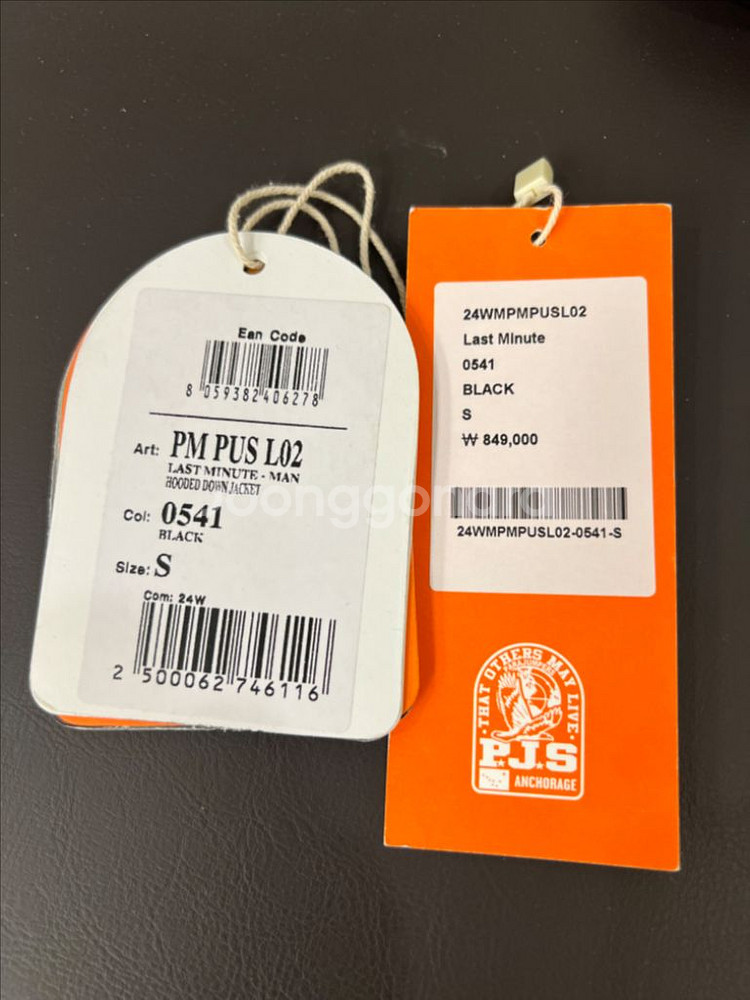 Ean Code
8 059382 406278
Art: PM PUS L02
LAST MINUTE - MAN
HOODED DOWN JACKET
Col: 0541
BLACK
Size: S
Com: 24W
2 500062 746116
24WMPMPUSL02
Last Minute
0541
BLACK
S
₩ 849,000
24WMPMPUSL02-0541-S
THAT OTHERS MAY LIVE
PARAJUMPERS
P.J.S
ANCHORAGE
joonggonara